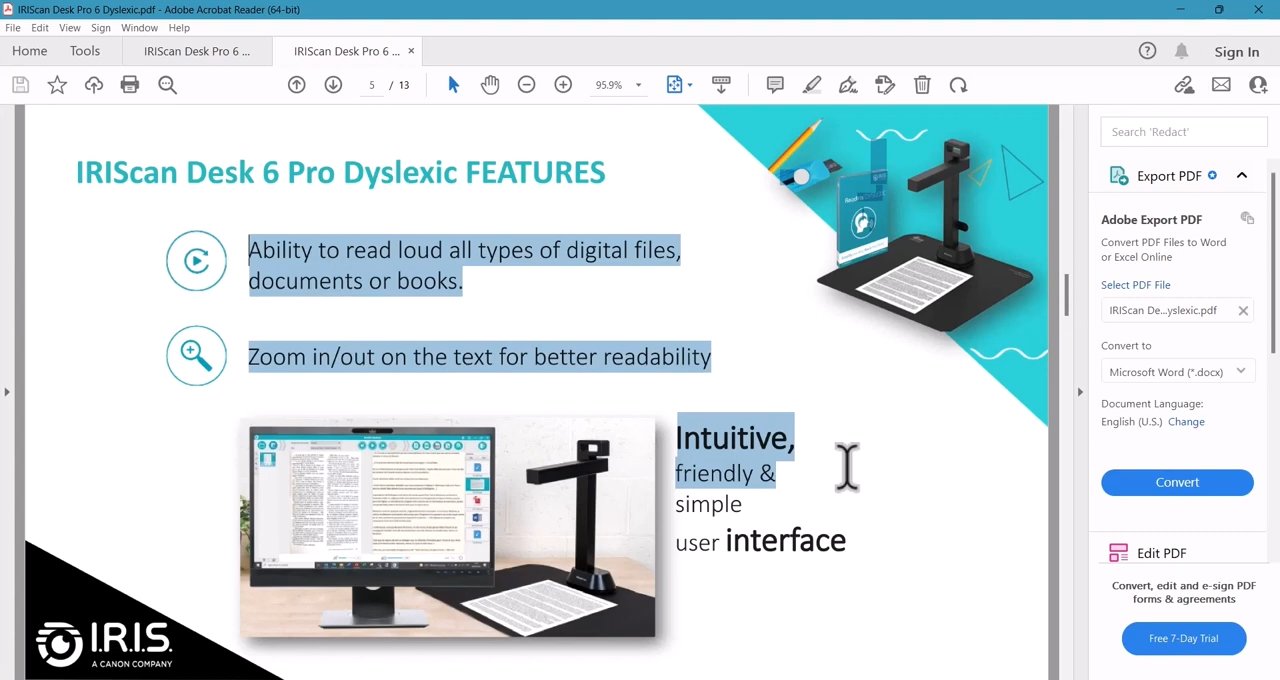 IRIScan Desk Pro 6 Dyslexic.pdf - Adobe Acrobat Reader (64-bit)
File Edit View Sign Window Help
Home Tools IRIScan Desk Pro 6 ... IRIScan Desk Pro 6 ... × Sign In
5 / 13 95.9%
IRIScan Desk 6 Pro Dyslexic FEATURES
Ability to read loud all types of digital files,
documents or books.
Zoom in/out on the text for better readability
Intuitive,
friendly &
simple
user interface
I.R.I.S.
A CANON COMPANY
Search 'Redact'
Export PDF
Adobe Export PDF
Convert PDF Files to Word
or Excel Online
Select PDF File
IRIScan De...yslexic.pdf
Convert to
Microsoft Word (*.docx)
Document Language:
English (U.S.) Change
Convert
Edit PDF
Convert, edit and e-sign PDF
forms & agreements
Free 7-Day Trial